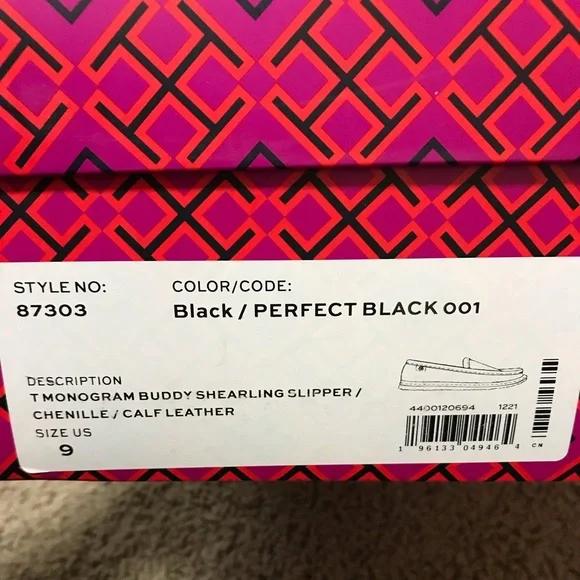 STYLE NO: COLOR/CODE:
87303 Black / PERFECT BLACK 001
DESCRIPTION
T MONOGRAM BUDDY SHEARLING SLIPPER /
CHENILLE / CALF LEATHER
SIZE US
9
4400120694 1221
1 96133 04946 4 CN